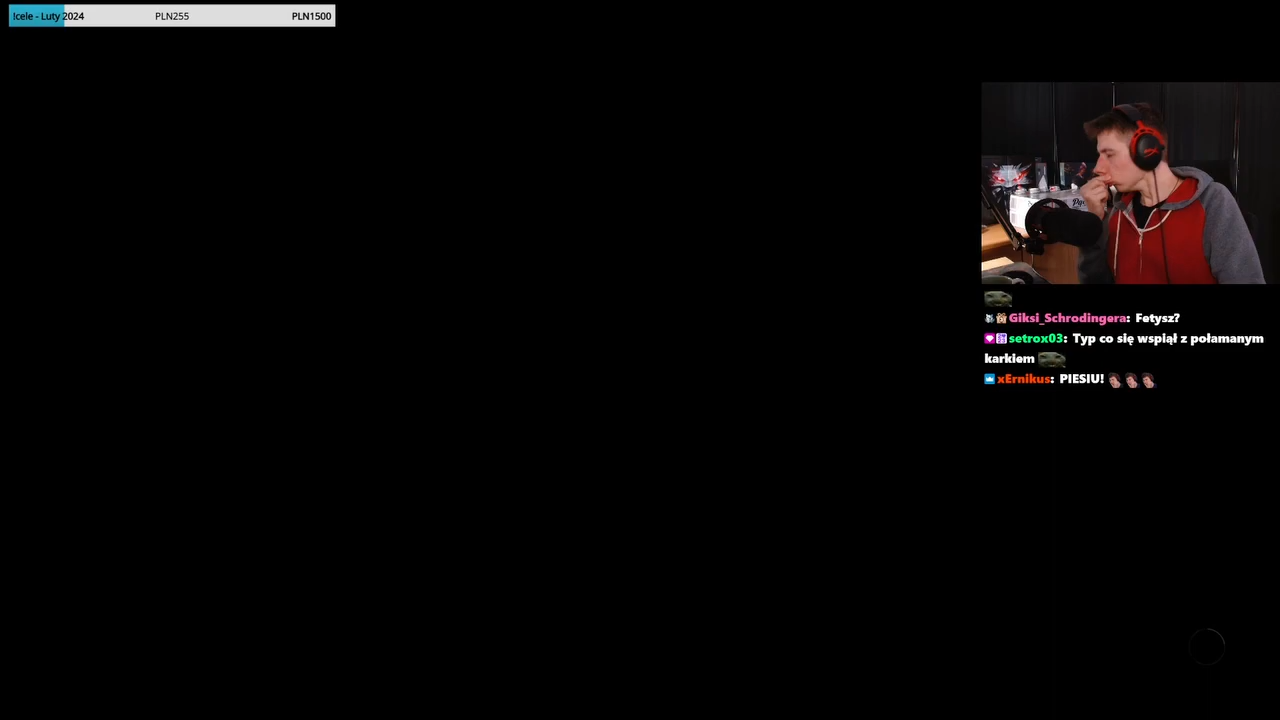 !cele - Luty 2024 PLN255 PLN1500
Giksi_Schrodingera: Fetysz?
setrox03: Typ co się wspiął z połamanym
karkiem
xErnikus: PIESIU!